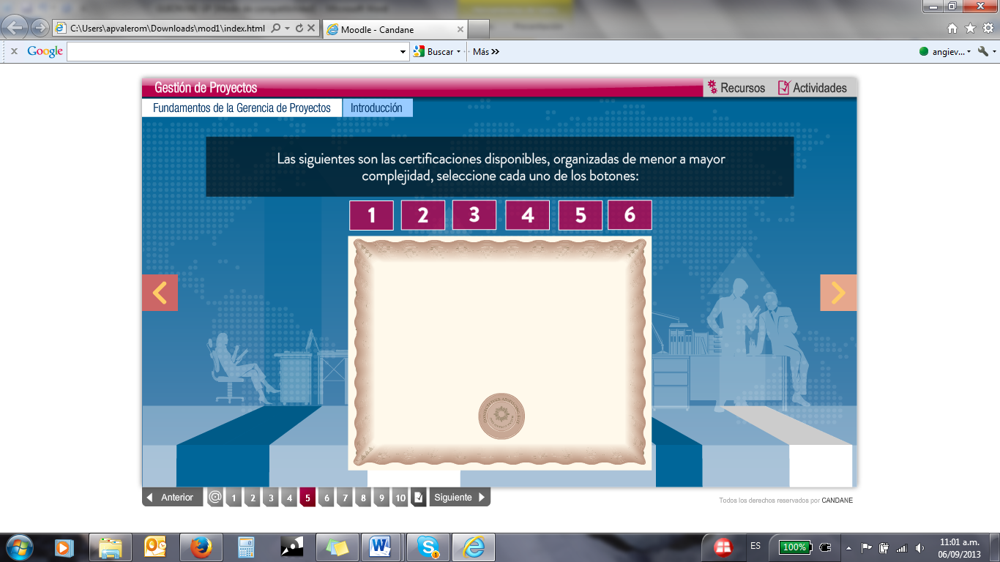 C:\Users\apvalerom\Downloads\mod1\index.html
Moodle - Candane
x Google
Buscar
Más
angiev...
Gestión de Proyectos
Recursos
Actividades
Fundamentos de la Gerencia de Proyectos
Introducción
Las siguientes son las certificaciones disponibles, organizadas de menor a mayor
complejidad, seleccione cada uno de los botones:
1 2 3 4 5 6
Anterior @ 1 2 3 4 5 6 7 8 9 10 Siguiente
Todos los derechos reservados por CANDANE
ES
100%
11:01 a.m.
06/09/2013